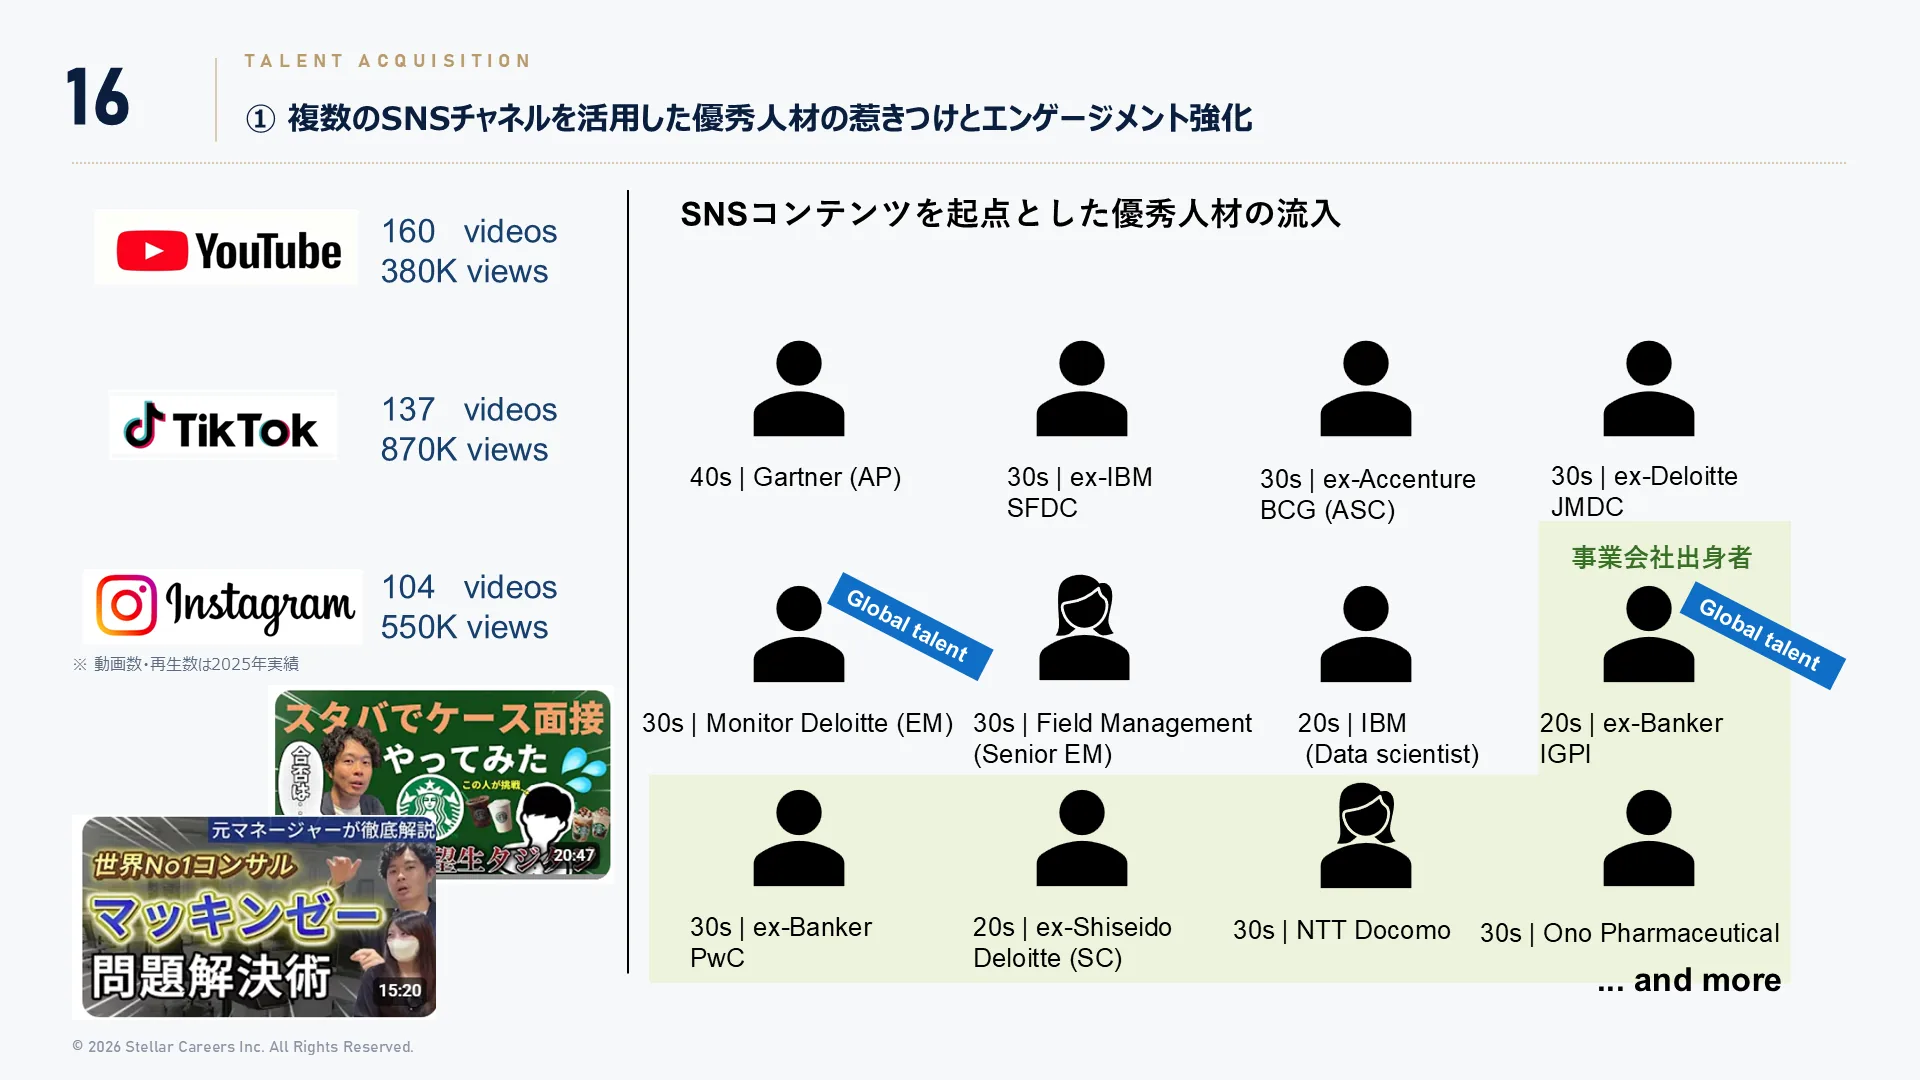 16
TALENT ACQUISITION
① 複数のSNSチャネルを活用した優秀人材の惹きつけとエンゲージメント強化
YouTube
160 videos
380K views
TikTok
137 videos
870K views
Instagram
104 videos
550K views
※ 動画数・再生数は2025年実績
スタバでケース面接
やってみた
合否は…
この人が挑戦
20:47
元マネージャーが徹底解説
世界No1コンサル
マッキンゼー
問題解決術
15:20
SNSコンテンツを起点とした優秀人材の流入
40s | Gartner (AP)
30s | ex-IBM
SFDC
30s | ex-Accenture
BCG (ASC)
30s | ex-Deloitte
JMDC
事業会社出身者
Global talent
Global talent
30s | Monitor Deloitte (EM)
30s | Field Management
(Senior EM)
20s | IBM
(Data scientist)
20s | ex-Banker
IGPI
30s | ex-Banker
PwC
20s | ex-Shiseido
Deloitte (SC)
30s | NTT Docomo
30s | Ono Pharmaceutical
... and more
© 2026 Stellar Careers Inc. All Rights Reserved.